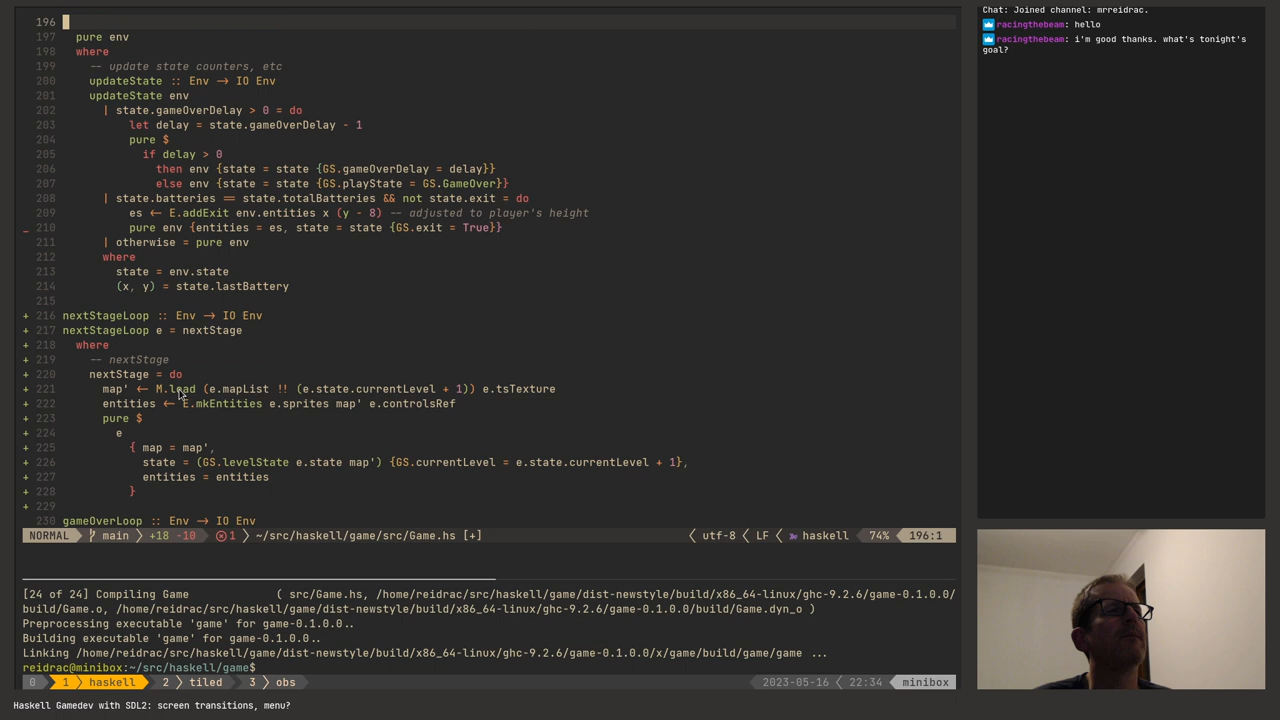 196
197 pure env
198 where
199 -- update state counters, etc
200 updateState :: Env → IO Env
201 updateState env
202 | state.gameOverDelay > 0 = do
203 let delay = state.gameOverDelay - 1
204 pure $
205 if delay > 0
206 then env {state = state {GS.gameOverDelay = delay}}
207 else env {state = state {GS.playState = GS.GameOver}}
208 | state.batteries == state.totalBatteries && not state.exit = do
209 es ← E.addExit env.entities x (y - 8) -- adjusted to player's height
_ 210 pure env {entities = es, state = state {GS.exit = True}}
211 | otherwise = pure env
212 where
213 state = env.state
214 (x, y) = state.lastBattery
215
+ 216 nextStageLoop :: Env → IO Env
+ 217 nextStageLoop e = nextStage
+ 218 where
+ 219 -- nextStage
+ 220 nextStage = do
+ 221 map' ← M.load (e.mapList !! (e.state.currentLevel + 1)) e.tsTexture
+ 222 entities ← E.mkEntities e.sprites map' e.controlsRef
+ 223 pure $
+ 224 e
+ 225 { map = map',
+ 226 state = (GS.levelState e.state map') {GS.currentLevel = e.state.currentLevel + 1},
+ 227 entities = entities
+ 228 }
+ 229
230 gameOverLoop :: Env → IO Env
NORMAL main +18 -10 1 ~/src/haskell/game/src/Game.hs [+] utf-8 LF haskell 74% 196:1
[24 of 24] Compiling Game ( src/Game.hs, /home/reidrac/src/haskell/game/dist-newstyle/build/x86_64-linux/ghc-9.2.6/game-0.1.0.0/
build/Game.o, /home/reidrac/src/haskell/game/dist-newstyle/build/x86_64-linux/ghc-9.2.6/game-0.1.0.0/build/Game.dyn_o )
Preprocessing executable 'game' for game-0.1.0.0..
Building executable 'game' for game-0.1.0.0..
Linking /home/reidrac/src/haskell/game/dist-newstyle/build/x86_64-linux/ghc-9.2.6/game-0.1.0.0/x/game/build/game/game ...
reidrac@minibox:~/src/haskell/game$
0 1 haskell 2 tiled 3 obs 2023-05-16 22:34 minibox
Haskell Gamedev with SDL2: screen transitions, menu?
Chat: Joined channel: mrreidrac.
racingthebeam: hello
racingthebeam: i'm good thanks. what's tonight's
goal?